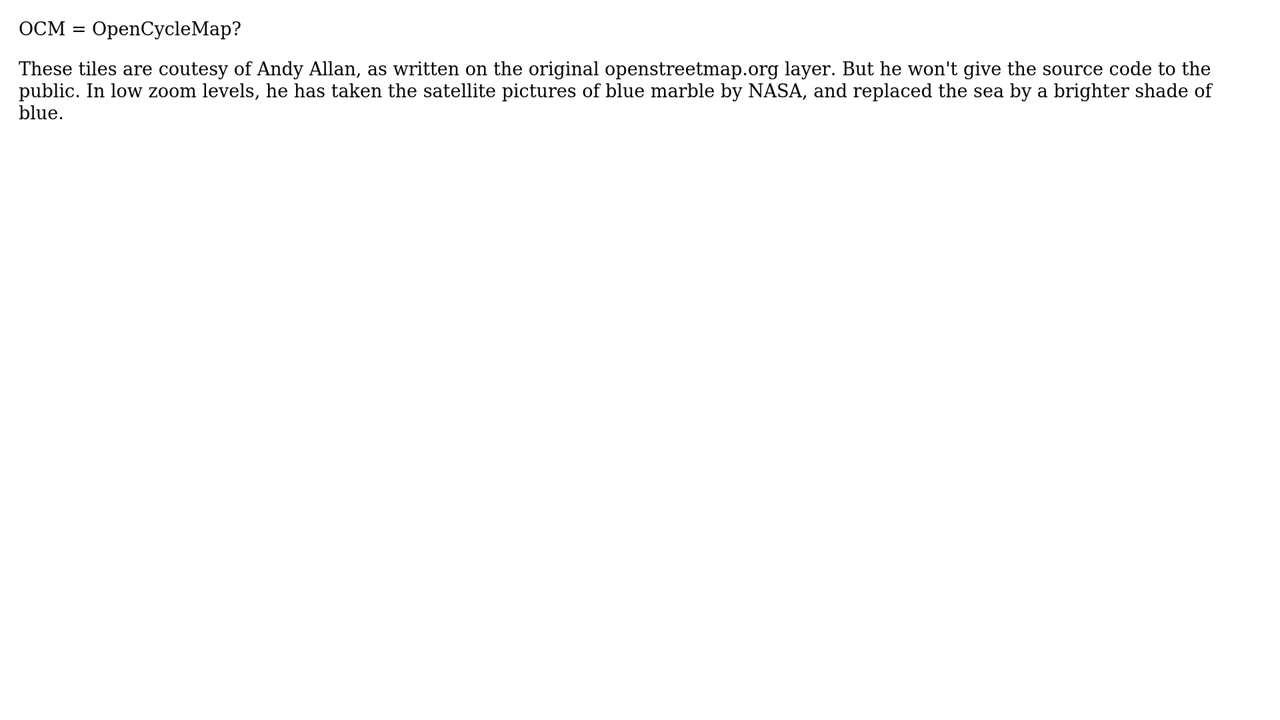 OCM = OpenCycleMap?
These tiles are coutesy of Andy Allan, as written on the original openstreetmap.org layer. But he won't give the source code to the
public. In low zoom levels, he has taken the satellite pictures of blue marble by NASA, and replaced the sea by a brighter shade of
blue.